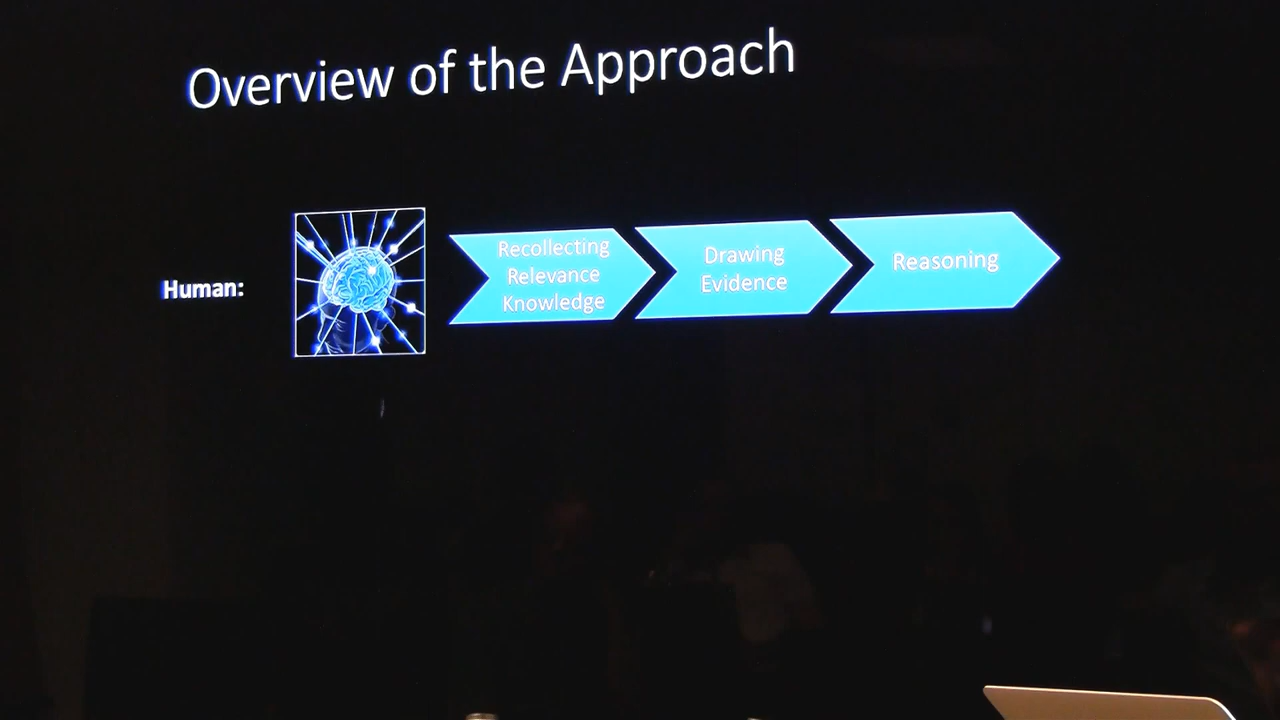 Overview of the Approach
Human:
Recollecting
Relevance
Knowledge
Drawing
Evidence
Reasoning